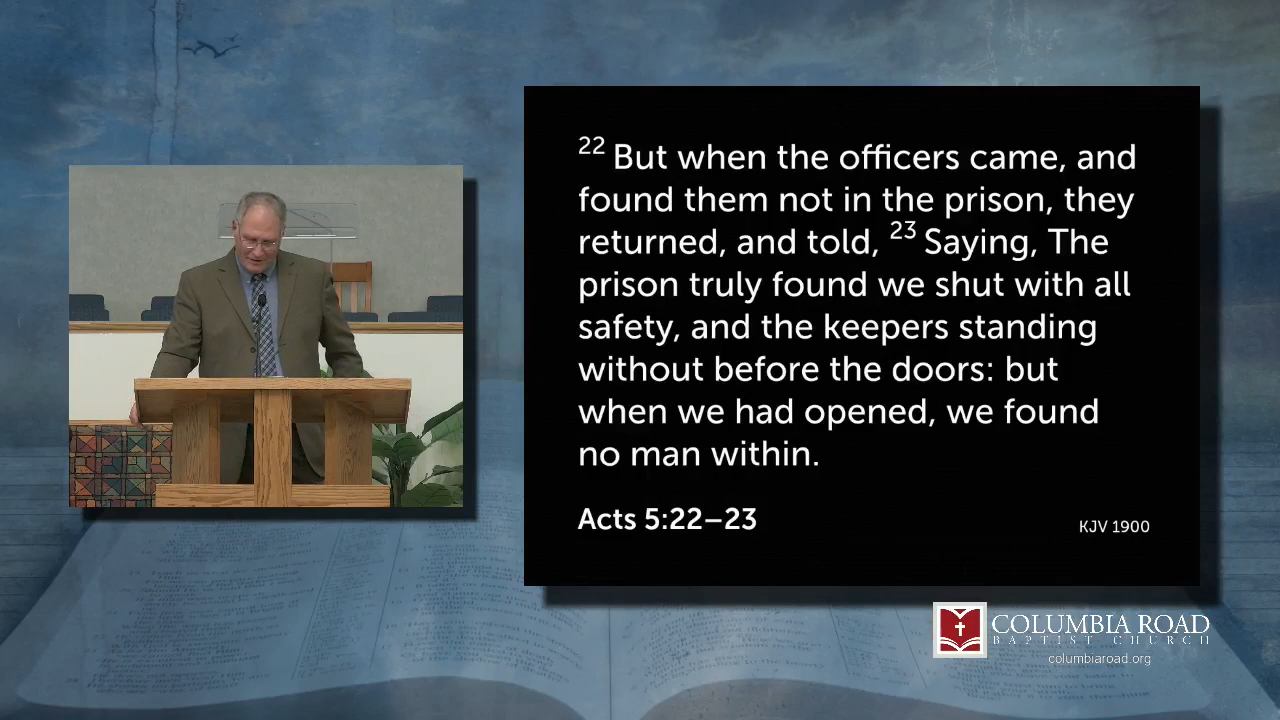 22 But when the officers came, and
found them not in the prison, they
returned, and told, 23 Saying, The
prison truly found we shut with all
safety, and the keepers standing
without before the doors: but
when we had opened, we found
no man within.
Acts 5:22–23
KJV 1900
COLUMBIA ROAD
BAPTIST CHURCH
columbiaroad.org